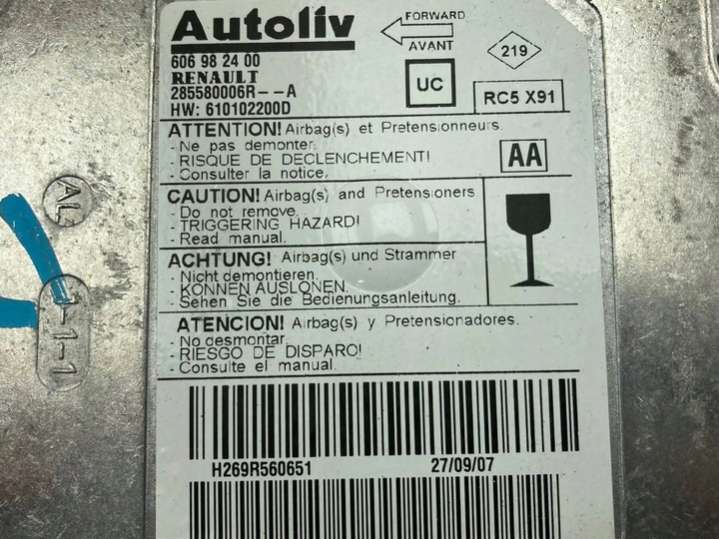 Autoliv
FORWARD
AVANT
219
606 98 24 00
RENAULT
285580006R--A
HW: 610102200D
UC
RC5 X91
ATTENTION! Airbag(s) et Pretensionneurs.
- Ne pas demonter.
- RISQUE DE DECLENCHEMENT!
- Consulter la notice.
AA
CAUTION! Airbag(s) and Pretensioners
- Do not remove.
- TRIGGERING HAZARD!
- Read manual.
ACHTUNG! Airbag(s) und Strammer
- Nicht demontieren.
- KONNEN AUSLONEN.
- Sehen Sie die Bedienungsanleitung.
ATENCION! Airbag(s) y Pretensionadores.
- No desmontar.
- RIESGO DE DISPARO!
- Consulte el manual.
H269R560651
27/09/07
AL
1-1-1